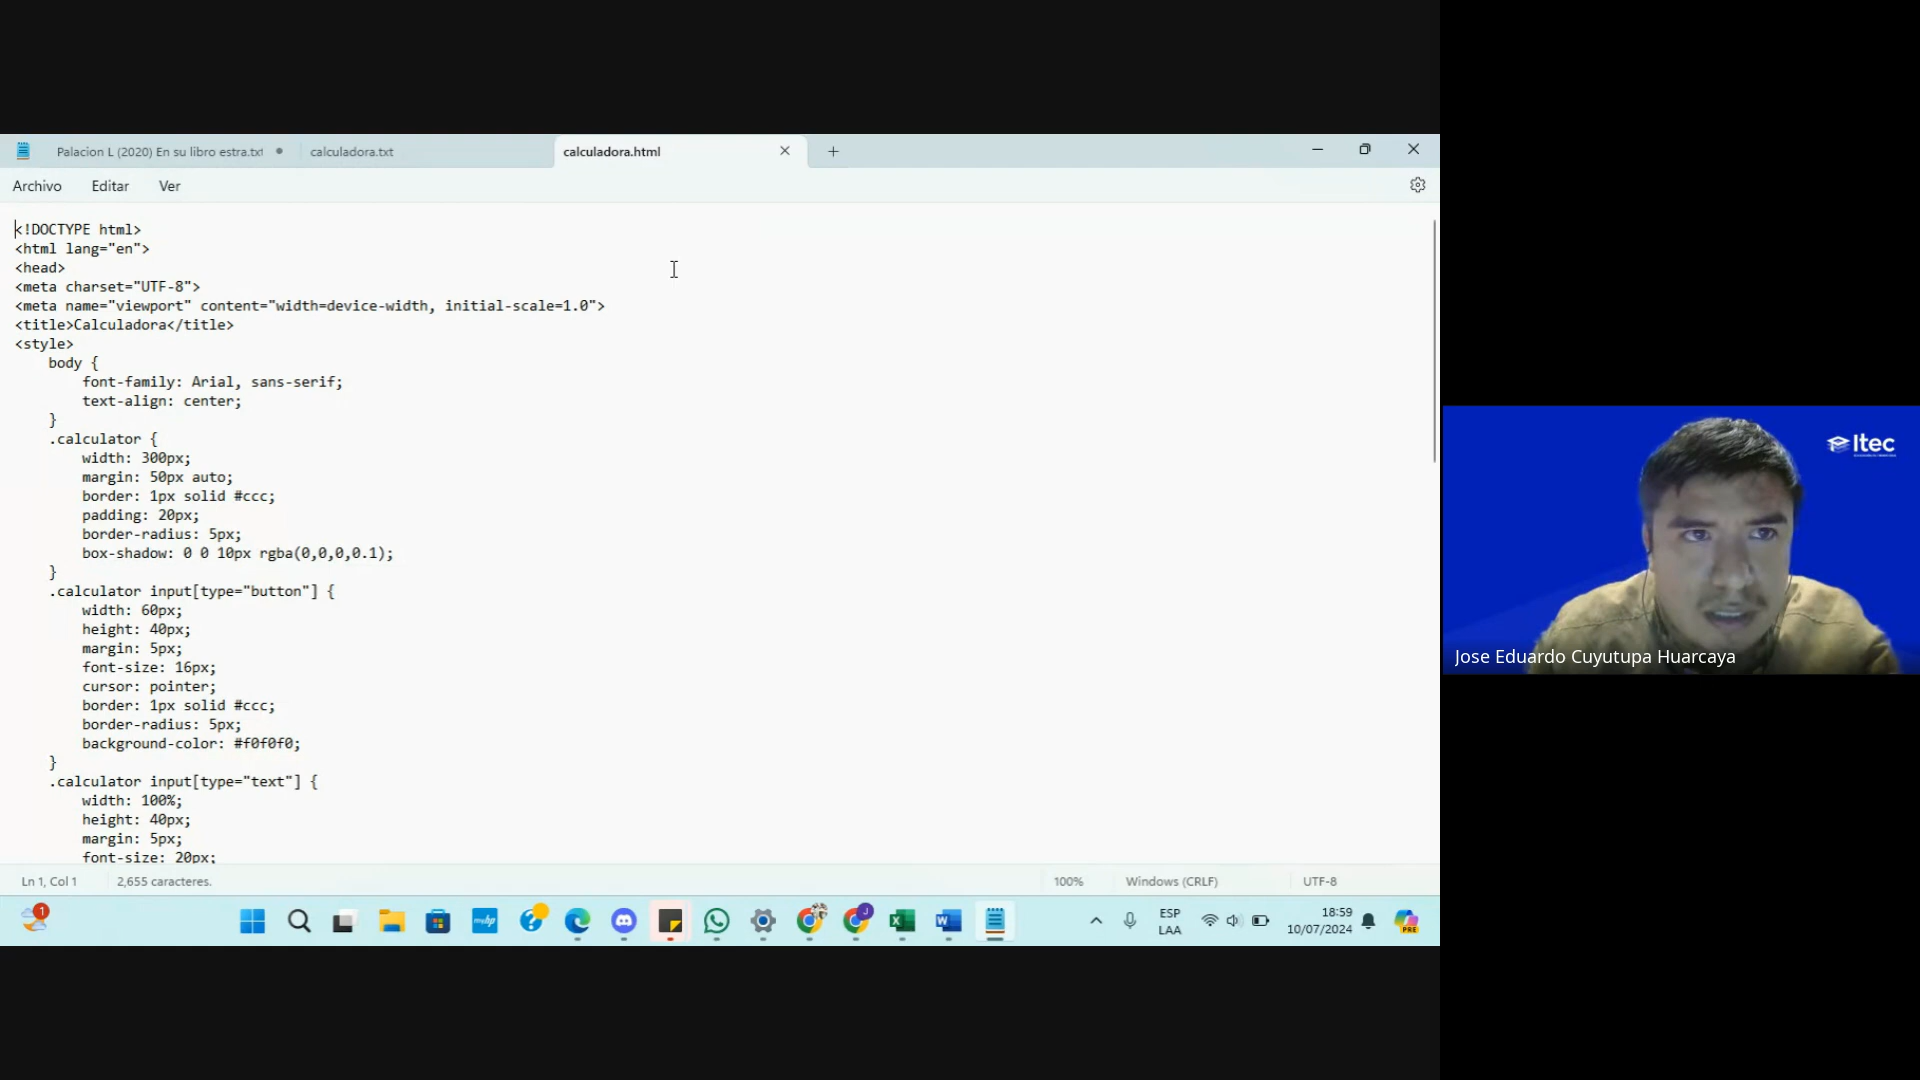 Palacion L (2020) En su libro estra.txt
calculadora.txt
calculadora.html
Archivo
Editar
Ver
<!DOCTYPE html>
<html lang="en">
<head>
<meta charset="UTF-8">
<meta name="viewport" content="width=device-width, initial-scale=1.0">
<title>Calculadora</title>
<style>
    body {
        font-family: Arial, sans-serif;
        text-align: center;
    }
    .calculator {
        width: 300px;
        margin: 50px auto;
        border: 1px solid #ccc;
        padding: 20px;
        border-radius: 5px;
        box-shadow: 0 0 10px rgba(0,0,0,0.1);
    }
    .calculator input[type="button"] {
        width: 60px;
        height: 40px;
        margin: 5px;
        font-size: 16px;
        cursor: pointer;
        border: 1px solid #ccc;
        border-radius: 5px;
        background-color: #f0f0f0;
    }
    .calculator input[type="text"] {
        width: 100%;
        height: 40px;
        margin: 5px;
        font-size: 20px;
Ln 1, Col 1
2,655 caracteres.
100%
Windows (CRLF)
UTF-8
1
myhp
J
ESP
LAA
18:59
10/07/2024
PRE
Itec
Jose Eduardo Cuyutupa Huarcaya